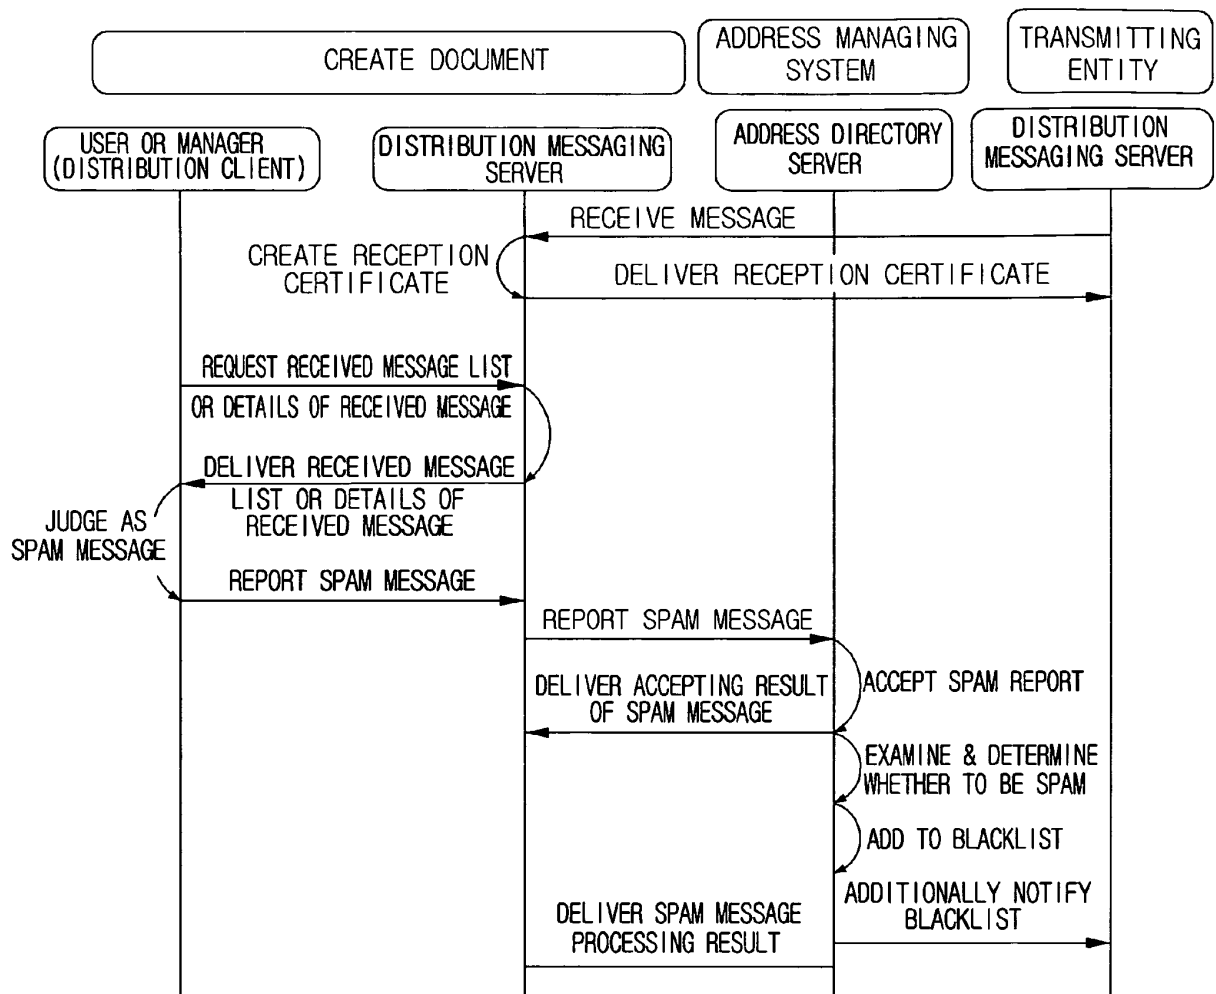 CREATE DOCUMENT
ADDRESS MANAGING
SYSTEM
TRANSMITTING
ENTITY
USER OR MANAGER
(DISTRIBUTION CLIENT)
DISTRIBUTION MESSAGING
SERVER
ADDRESS DIRECTORY
SERVER
DISTRIBUTION
MESSAGING SERVER
RECEIVE MESSAGE
CREATE RECEPTION
CERTIFICATE
DELIVER RECEPTION CERTIFICATE
REQUEST RECEIVED MESSAGE LIST
OR DETAILS OF RECEIVED MESSAGE
DELIVER RECEIVED MESSAGE
LIST OR DETAILS OF
RECEIVED MESSAGE
JUDGE AS
SPAM MESSAGE
REPORT SPAM MESSAGE
REPORT SPAM MESSAGE
ACCEPT SPAM REPORT
DELIVER ACCEPTING RESULT
OF SPAM MESSAGE
EXAMINE & DETERMINE
WHETHER TO BE SPAM
ADD TO BLACKLIST
ADDITIONALLY NOTIFY
BLACKLIST
DELIVER SPAM MESSAGE
PROCESSING RESULT